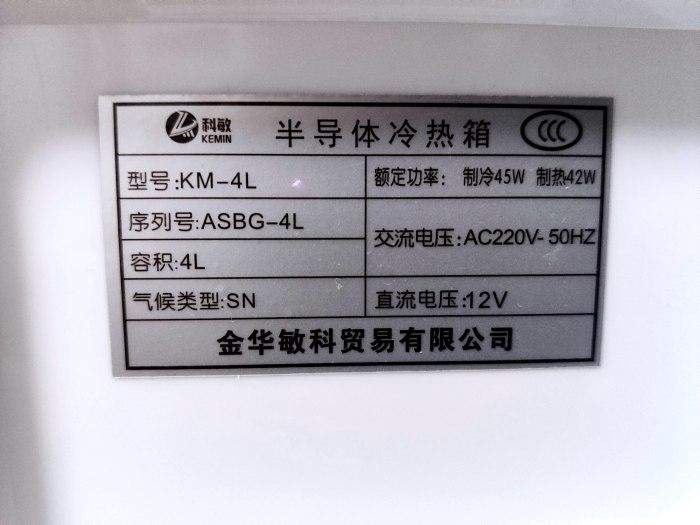 科敏
KEMIN
半导体冷热箱
CCC
型号:KM-4L
额定功率: 制冷45W 制热42W
序列号:ASBG-4L
交流电压:AC220V-50HZ
容积:4L
气候类型:SN
直流电压:12V
金华敏科贸易有限公司